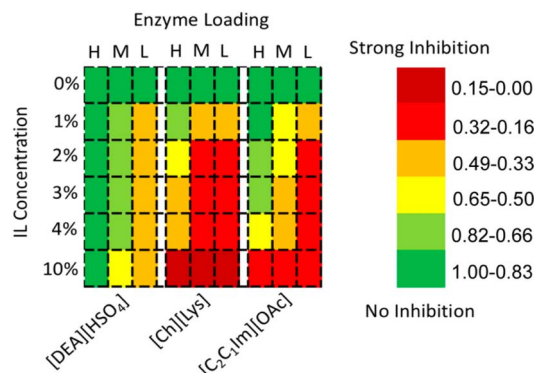 Enzyme Loading
H M L H M L H M L
Strong Inhibition
IL Concentration
0%
1%
2%
3%
4%
10%
0.15-0.00
0.32-0.16
0.49-0.33
0.65-0.50
0.82-0.66
1.00-0.83
No Inhibition
[DEA][HSO₄]
[Ch][Lys]
[C₂C₁Im][OAc]